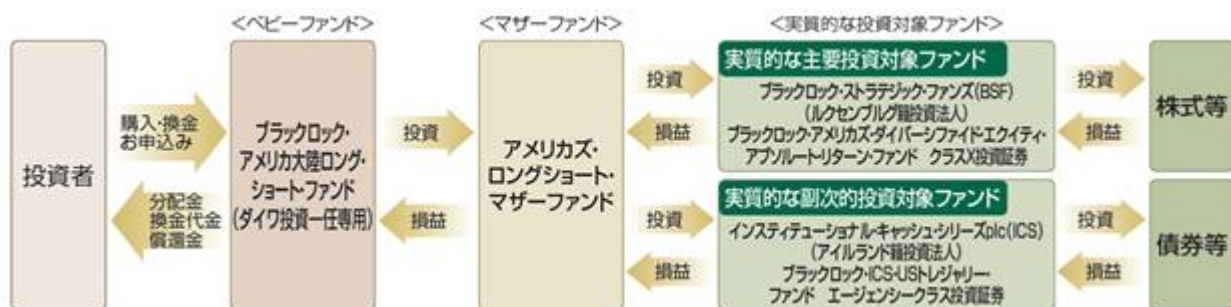 <ベビーファンド>
<マザーファンド>
<実質的な投資対象ファンド>
投資者
購入・換金
お申込み
分配金
換金代金
償還金
ブラックロック・
アメリカ大陸ロング・
ショート・ファンド
(ダイワ投資一任専用)
投資
損益
アメリカズ・
ロングショート・
マザーファンド
投資
損益
実質的な主要投資対象ファンド
ブラックロック・ストラテジック・ファンズ(BSF)
(ルクセンブルグ籍投資法人)
ブラックロック・アメリカズ・ダイバーシファイド・エクイティ・
アブソルート・リターン・ファンド クラスX投資証券
投資
損益
株式等
投資
損益
実質的な副次的投資対象ファンド
インスティテューショナル・キャッシュ・シリーズplc(ICS)
(アイルランド籍投資法人)
ブラックロック・ICS・USトレジャリー・
ファンド エージェンシークラス投資証券
投資
損益
債券等